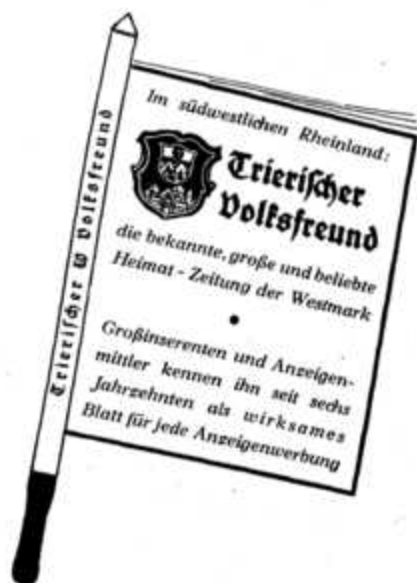 Im südwestlichen Rheinland:
Trierischer
Volksfreund
die bekannte, große und beliebte
Heimat - Zeitung der Westmark
Großinserenten und Anzeigen-
mittler kennen ihn seit sechs
Jahrzehnten als wirksames
Blatt für jede Anzeigenwerbung
Trierischer Volksfreund